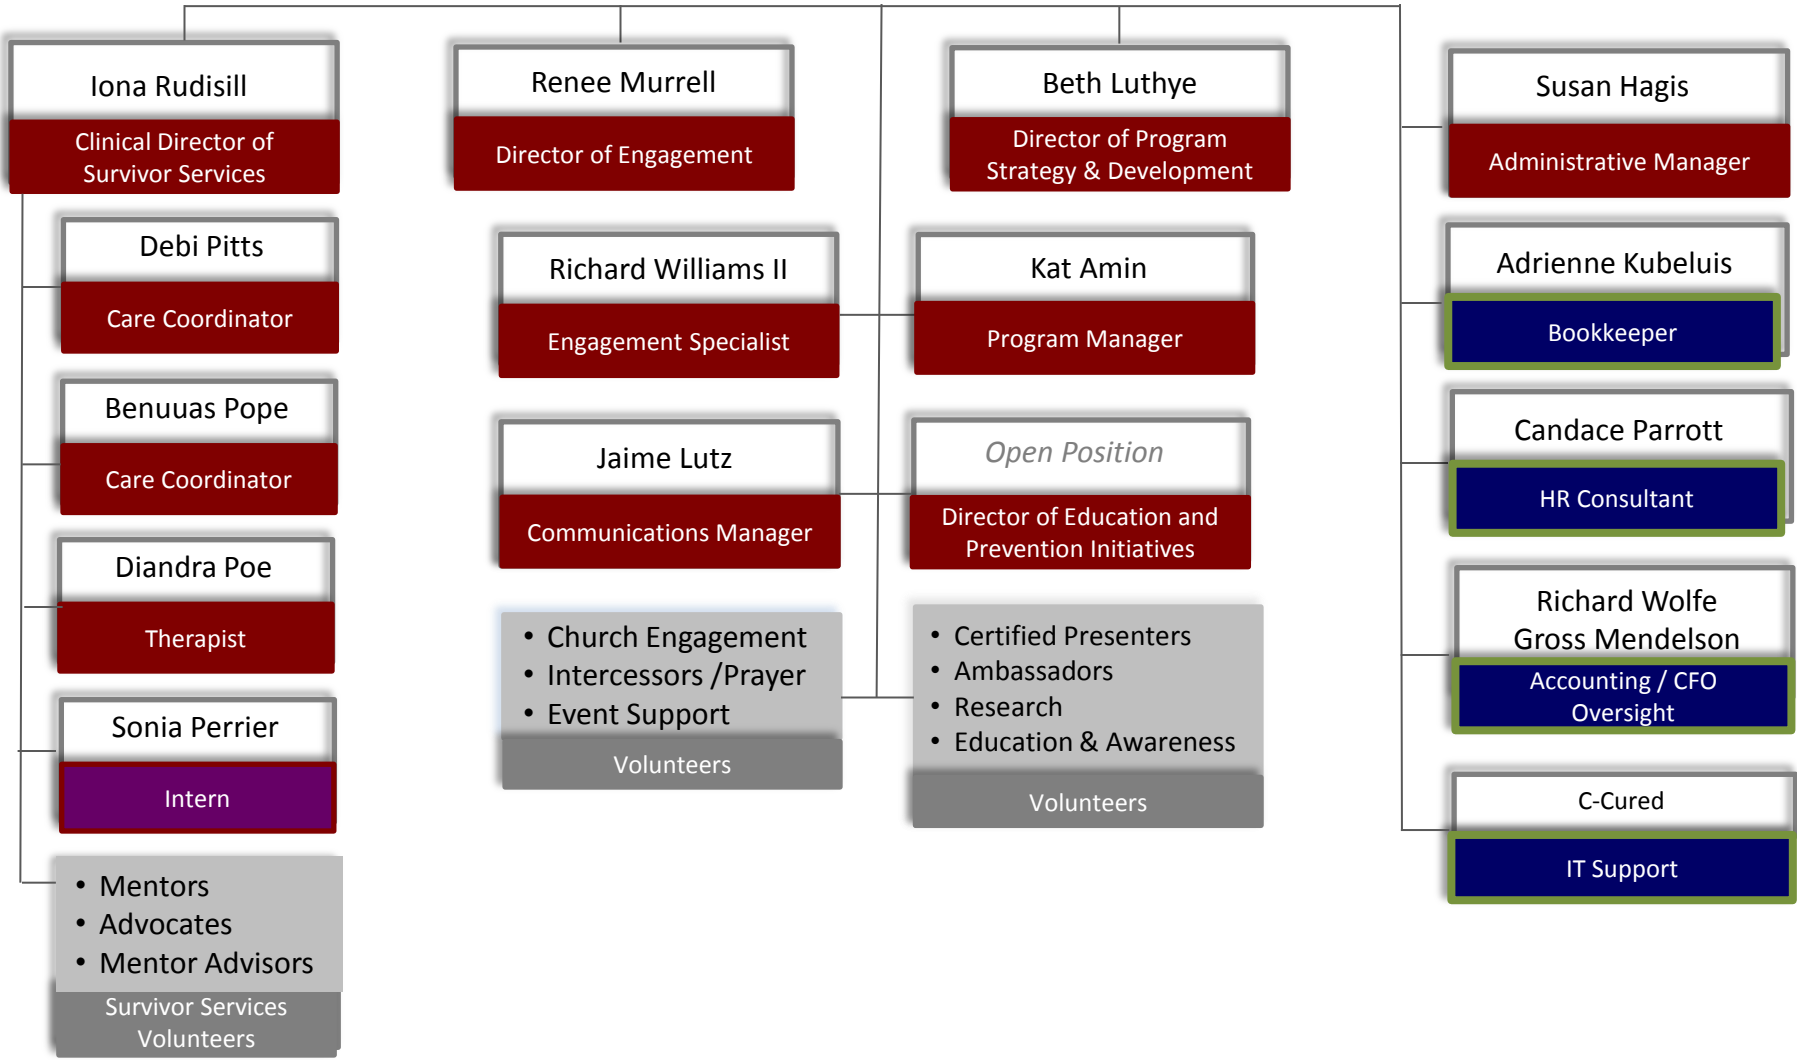 Iona Rudisill
Clinical Director of
Survivor Services
Debi Pitts
Care Coordinator
Benuuas Pope
Care Coordinator
Diandra Poe
Therapist
Sonia Perrier
Intern
• Mentors
• Advocates
• Mentor Advisors
Survivor Services
Volunteers
Renee Murrell
Director of Engagement
Richard Williams II
Engagement Specialist
Jaime Lutz
Communications Manager
• Church Engagement
• Intercessors /Prayer
• Event Support
Volunteers
Beth Luthye
Director of Program
Strategy & Development
Kat Amin
Program Manager
Open Position
Director of Education and
Prevention Initiatives
• Certified Presenters
• Ambassadors
• Research
• Education & Awareness
Volunteers
Susan Hagis
Administrative Manager
Adrienne Kubeluis
Bookkeeper
Candace Parrott
HR Consultant
Richard Wolfe
Gross Mendelson
Accounting / CFO
Oversight
C-Cured
IT Support